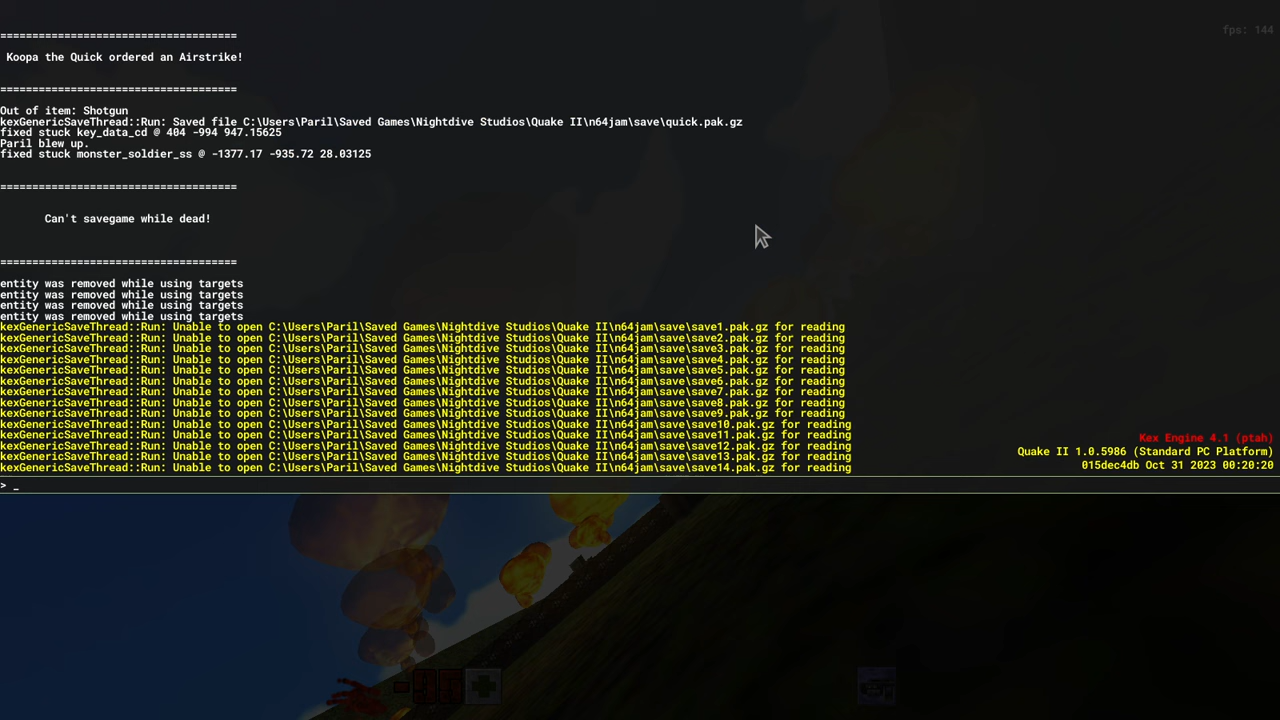 fps: 144
=====================================
Koopa the Quick ordered an Airstrike!
=====================================
Out of item: Shotgun
kexGenericSaveThread::Run: Saved file C:\Users\Paril\Saved Games\Nightdive Studios\Quake II\n64jam\save\quick.pak.gz
fixed stuck key_data_cd @ 404 -994 947.15625
Paril blew up.
fixed stuck monster_soldier_ss @ -1377.17 -935.72 28.03125
=====================================
Can't savegame while dead!
=====================================
entity was removed while using targets
entity was removed while using targets
entity was removed while using targets
entity was removed while using targets
kexGenericSaveThread::Run: Unable to open C:\Users\Paril\Saved Games\Nightdive Studios\Quake II\n64jam\save\save1.pak.gz for reading
kexGenericSaveThread::Run: Unable to open C:\Users\Paril\Saved Games\Nightdive Studios\Quake II\n64jam\save\save2.pak.gz for reading
kexGenericSaveThread::Run: Unable to open C:\Users\Paril\Saved Games\Nightdive Studios\Quake II\n64jam\save\save3.pak.gz for reading
kexGenericSaveThread::Run: Unable to open C:\Users\Paril\Saved Games\Nightdive Studios\Quake II\n64jam\save\save4.pak.gz for reading
kexGenericSaveThread::Run: Unable to open C:\Users\Paril\Saved Games\Nightdive Studios\Quake II\n64jam\save\save5.pak.gz for reading
kexGenericSaveThread::Run: Unable to open C:\Users\Paril\Saved Games\Nightdive Studios\Quake II\n64jam\save\save6.pak.gz for reading
kexGenericSaveThread::Run: Unable to open C:\Users\Paril\Saved Games\Nightdive Studios\Quake II\n64jam\save\save7.pak.gz for reading
kexGenericSaveThread::Run: Unable to open C:\Users\Paril\Saved Games\Nightdive Studios\Quake II\n64jam\save\save8.pak.gz for reading
kexGenericSaveThread::Run: Unable to open C:\Users\Paril\Saved Games\Nightdive Studios\Quake II\n64jam\save\save9.pak.gz for reading
kexGenericSaveThread::Run: Unable to open C:\Users\Paril\Saved Games\Nightdive Studios\Quake II\n64jam\save\save10.pak.gz for reading
kexGenericSaveThread::Run: Unable to open C:\Users\Paril\Saved Games\Nightdive Studios\Quake II\n64jam\save\save11.pak.gz for reading
kexGenericSaveThread::Run: Unable to open C:\Users\Paril\Saved Games\Nightdive Studios\Quake II\n64jam\save\save12.pak.gz for reading
kexGenericSaveThread::Run: Unable to open C:\Users\Paril\Saved Games\Nightdive Studios\Quake II\n64jam\save\save13.pak.gz for reading
kexGenericSaveThread::Run: Unable to open C:\Users\Paril\Saved Games\Nightdive Studios\Quake II\n64jam\save\save14.pak.gz for reading
Kex Engine 4.1 (ptah)
Quake II 1.0.5986 (Standard PC Platform)
015dec4db Oct 31 2023 00:20:20
> _